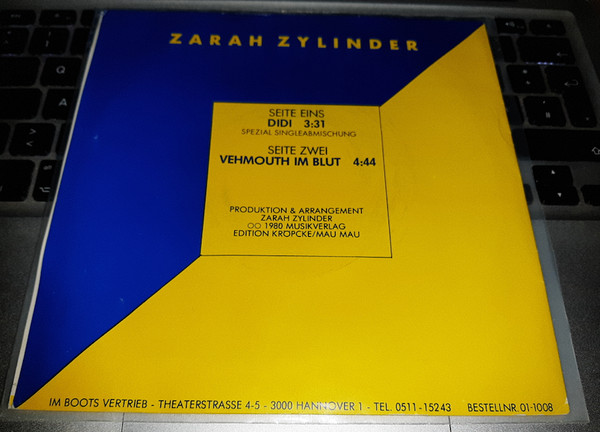 ZARAH ZYLINDER
SEITE EINS
DIDI 3:31
SPEZIAL SINGLEABMISCHUNG
SEITE ZWEI
VEHMOUTH IM BLUT 4:44
PRODUKTION & ARRANGEMENT
ZARAH ZYLINDER
○○ 1980 MUSIKVERLAG
EDITION KRÖPCKE/MAU MAU
IM BOOTS VERTRIEB - THEATERSTRASSE 4-5 - 3000 HANNOVER 1 - TEL. 0511 - 15243 BESTELLNR. 01-1008